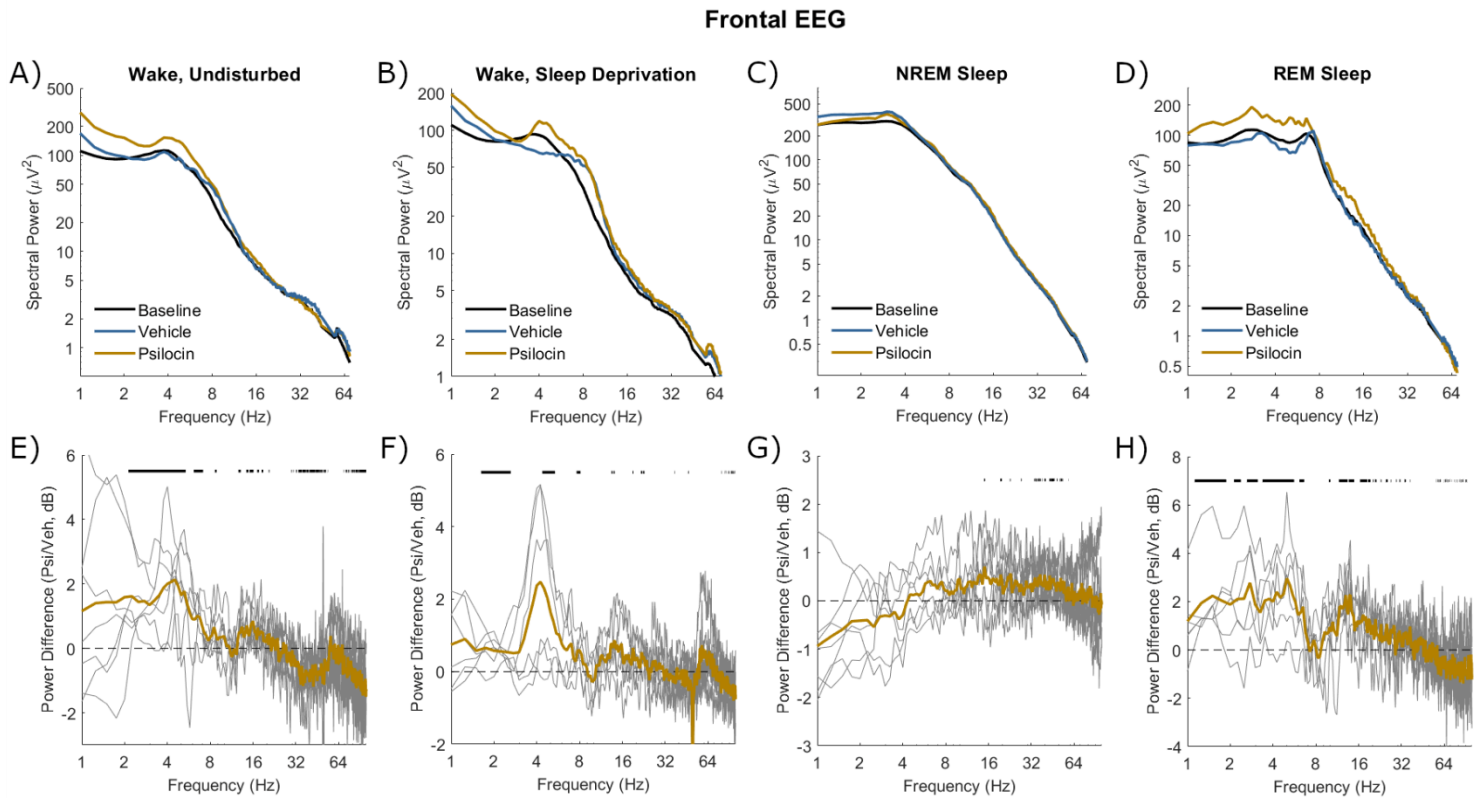 Frontal EEG
A)
Wake, Undisturbed
500
200
100
50
20
10
5
2
1
Spectral Power (μV²)
Baseline
Vehicle
Psilocin
1 2 4 8 16 32 64
Frequency (Hz)
B)
Wake, Sleep Deprivation
200
100
50
20
10
5
2
1
Spectral Power (μV²)
Baseline
Vehicle
Psilocin
1 2 4 8 16 32 64
Frequency (Hz)
C)
NREM Sleep
500
200
100
50
20
10
5
2
1
0.5
Spectral Power (μV²)
Baseline
Vehicle
Psilocin
1 2 4 8 16 32 64
Frequency (Hz)
D)
REM Sleep
200
100
50
20
10
5
2
1
0.5
Spectral Power (μV²)
Baseline
Vehicle
Psilocin
1 2 4 8 16 32 64
Frequency (Hz)
E)
6
4
2
0
-2
Power Difference (Psi/Veh, dB)
1 2 4 8 16 32 64
Frequency (Hz)
F)
6
4
2
0
-2
Power Difference (Psi/Veh, dB)
1 2 4 8 16 32 64
Frequency (Hz)
G)
3
2
1
0
-1
-2
-3
Power Difference (Psi/Veh, dB)
1 2 4 8 16 32 64
Frequency (Hz)
H)
8
6
4
2
0
-2
-4
Power Difference (Psi/Veh, dB)
1 2 4 8 16 32 64
Frequency (Hz)